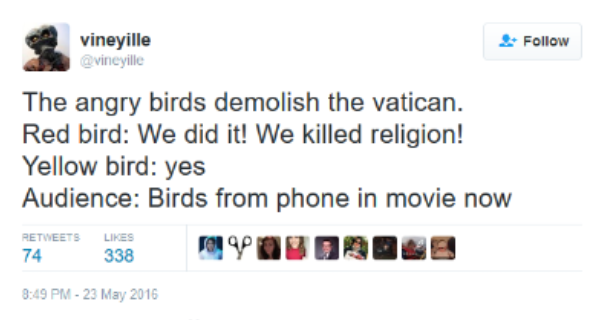 vineyille
@vineyille
Follow
The angry birds demolish the vatican.
Red bird: We did it! We killed religion!
Yellow bird: yes
Audience: Birds from phone in movie now
RETWEETS LIKES
74 338
8:49 PM - 23 May 2016